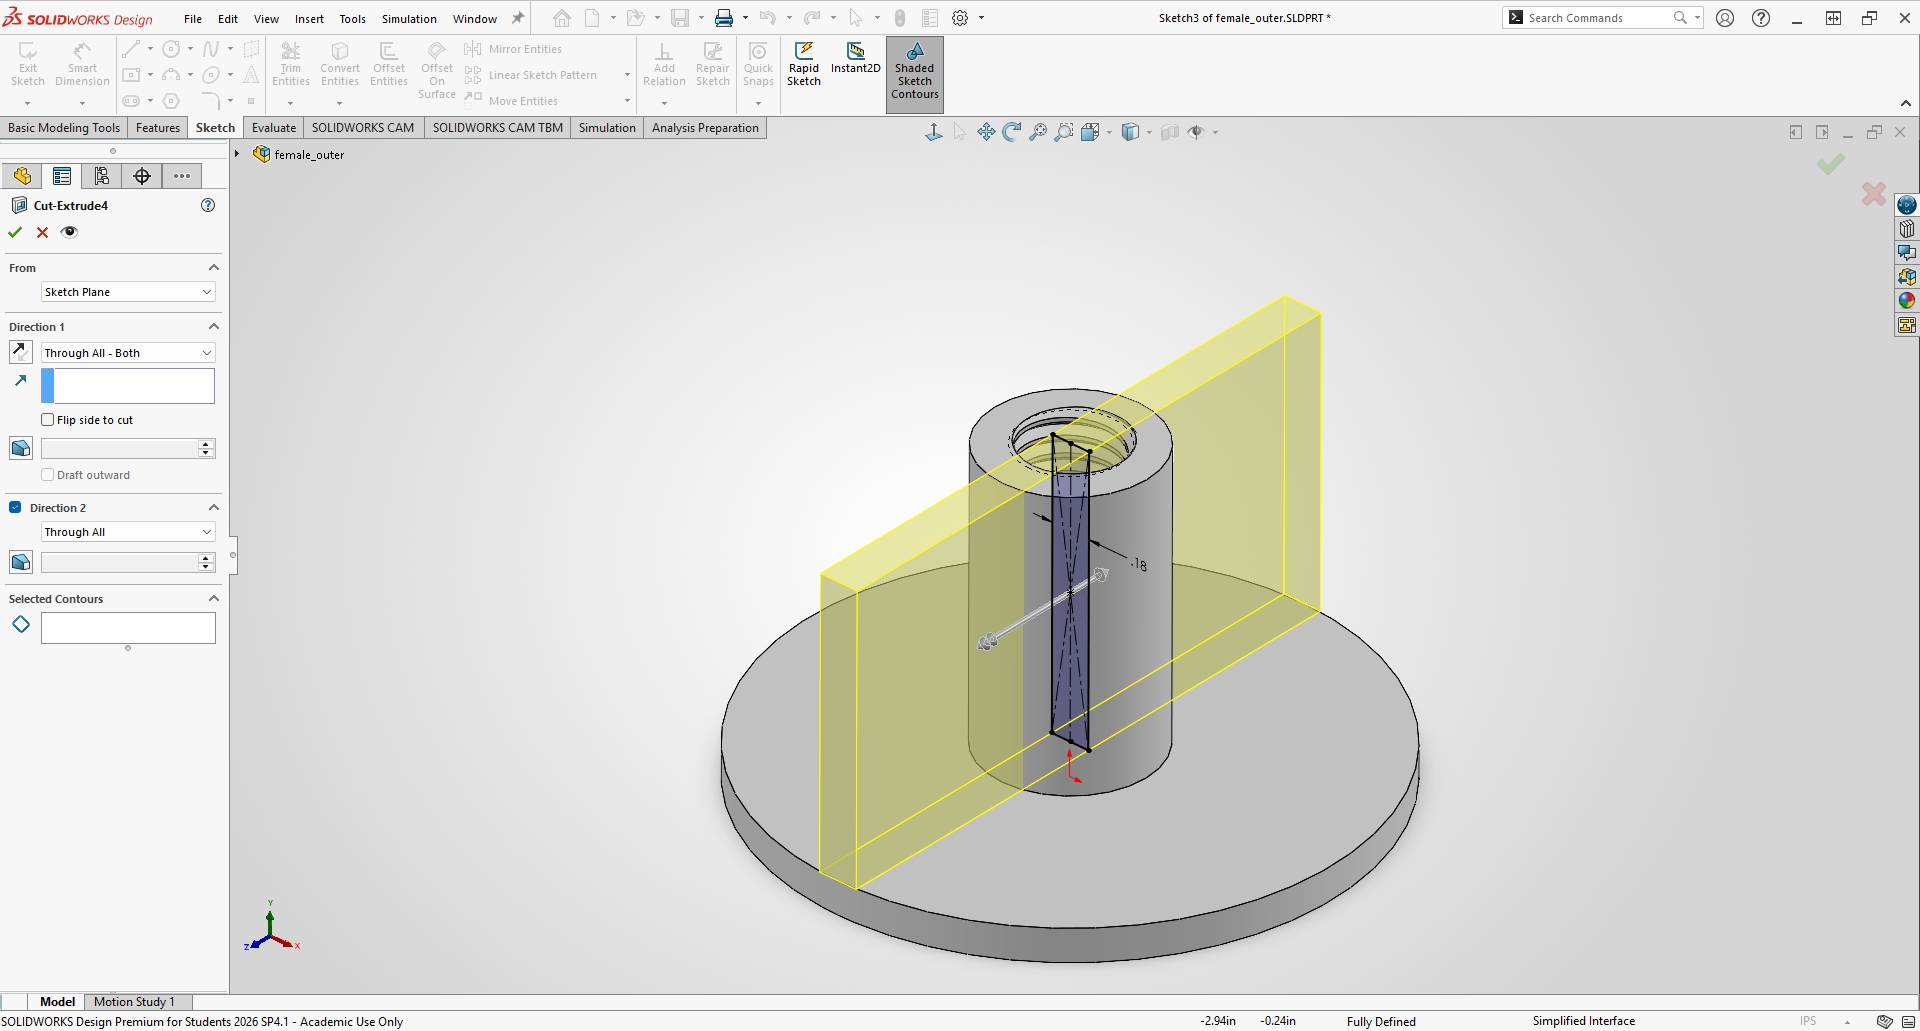 SOLIDWORKS Design
File Edit View Insert Tools Simulation Window
Sketch3 of female_outer.SLDPRT *
Search Commands
Exit Sketch
Smart Dimension
Trim Entities
Convert Entities
Offset Entities
Offset On Surface
Mirror Entities
Linear Sketch Pattern
Move Entities
Add Relation
Repair Sketch
Quick Snaps
Rapid Sketch
Instant2D
Shaded Sketch Contours
Basic Modeling Tools Features Sketch Evaluate SOLIDWORKS CAM SOLIDWORKS CAM TBM Simulation Analysis Preparation
female_outer
Cut-Extrude4
From
Sketch Plane
Direction 1
Through All - Both
Flip side to cut
Draft outward
Direction 2
Through All
Selected Contours
.18
Y
Z
X
Model Motion Study 1
SOLIDWORKS Design Premium for Students 2026 SP4.1 - Academic Use Only
-2.94in -0.24in Fully Defined Simplified Interface IPS